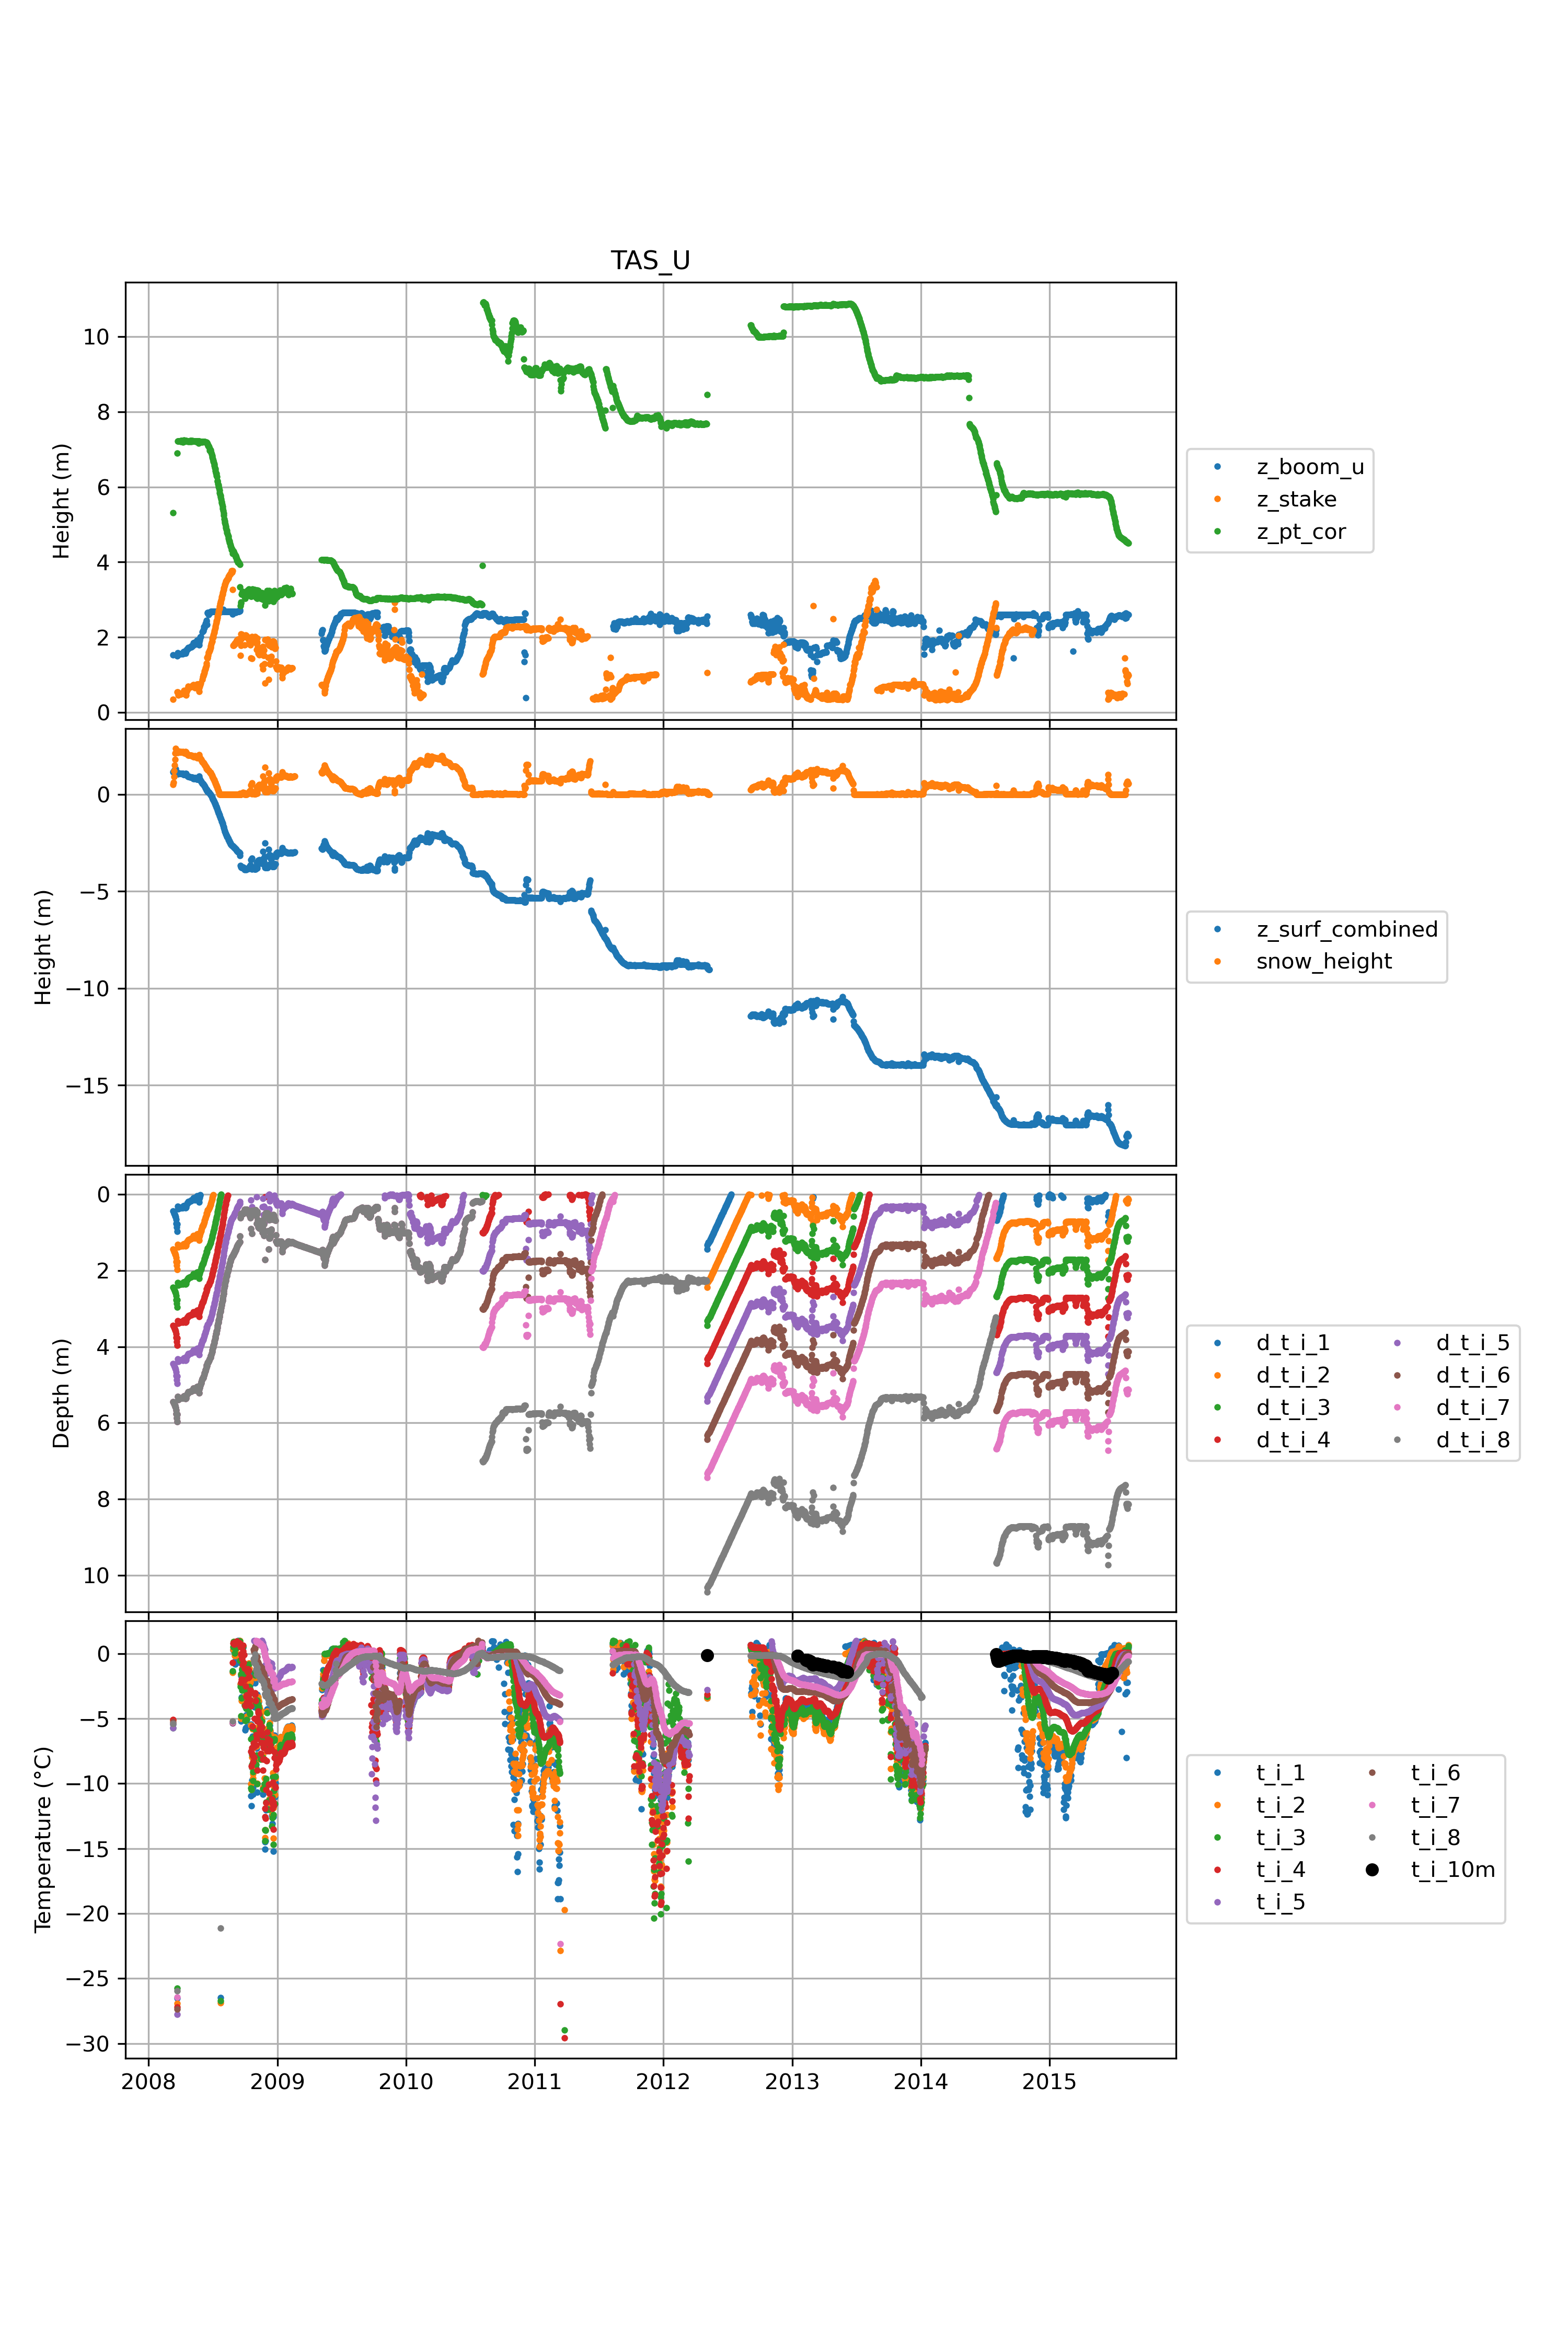 TAS_U
10
8
6
4
2
0
Height (m)
z_boom_u
z_stake
z_pt_cor
0
−5
−10
−15
Height (m)
z_surf_combined
snow_height
0
2
4
6
8
10
Depth (m)
d_t_i_1 d_t_i_5
d_t_i_2 d_t_i_6
d_t_i_3 d_t_i_7
d_t_i_4 d_t_i_8
0
−5
−10
−15
−20
−25
−30
Temperature (°C)
t_i_1 t_i_6
t_i_2 t_i_7
t_i_3 t_i_8
t_i_4 t_i_10m
t_i_5
2008 2009 2010 2011 2012 2013 2014 2015